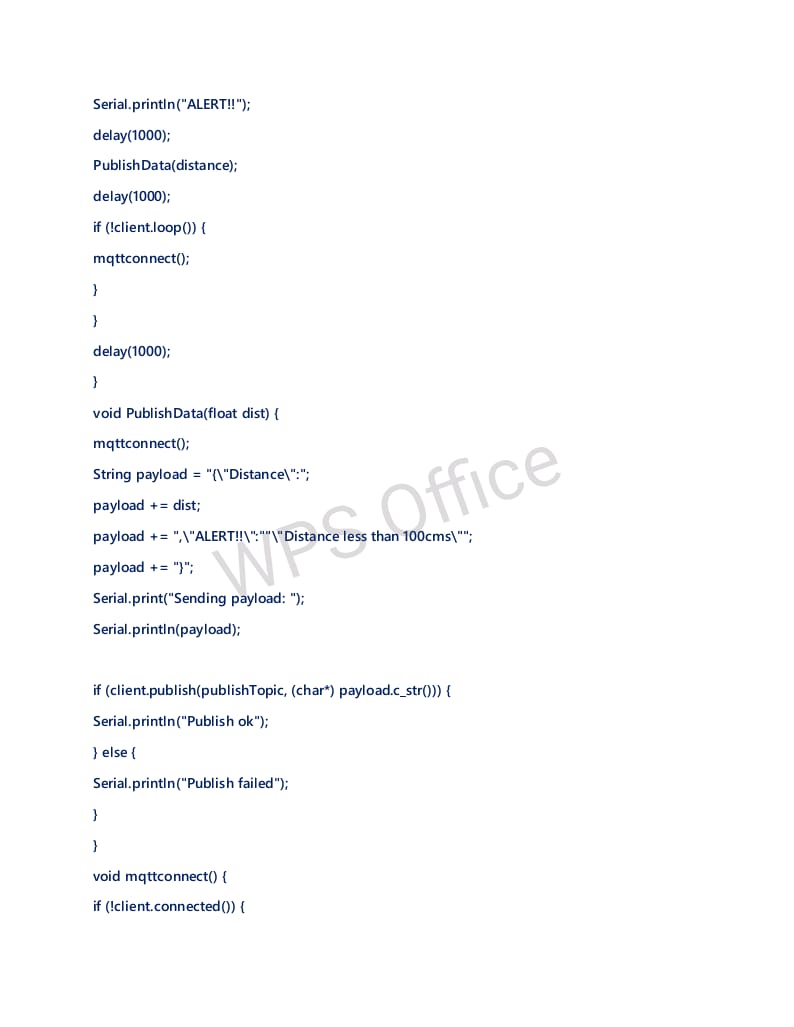 Serial.println("ALERT!!");
delay(1000);
PublishData(distance);
delay(1000);
if (!client.loop()) {
mqttconnect();
}
}
delay(1000);
}
void PublishData(float dist) {
mqttconnect();
String payload = "{\"Distance\":";
payload += dist;
payload += ",\"ALERT!!\":""\"Distance less than 100cms\"";
payload += "}";
Serial.print("Sending payload: ");
Serial.println(payload);
if (client.publish(publishTopic, (char*) payload.c_str())) {
Serial.println("Publish ok");
} else {
Serial.println("Publish failed");
}
}
void mqttconnect() {
if (!client.connected()) {
WPS Office